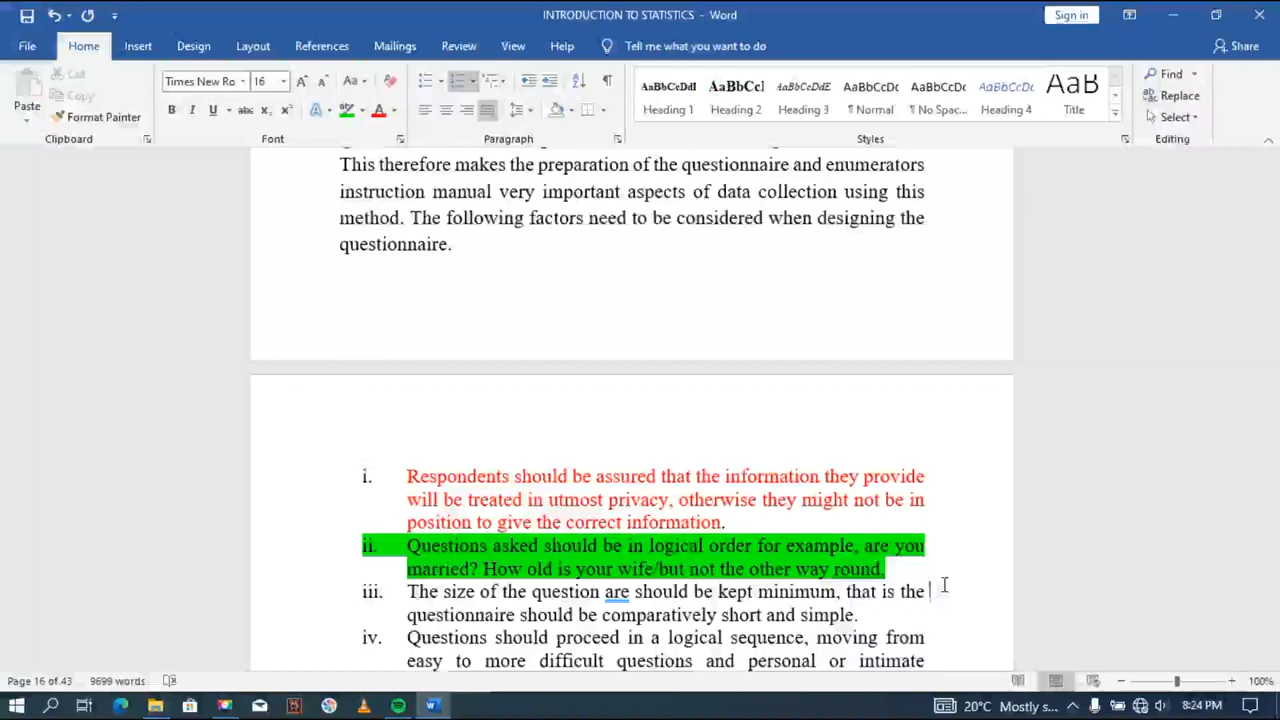 INTRODUCTION TO STATISTICS - Word
Sign in
File Home Insert Design Layout References Mailings Review View Help Tell me what you want to do Share
Paste
Cut
Copy
Format Painter
Clipboard
Times New Ro 16
Font
Paragraph
AaBbCcDdI AaBbCcI AaBbCcDdE AaBbCcDc AaBbCcDc AaBbCcDc AaB
Heading 1 Heading 2 Heading 3 ¶ Normal ¶ No Spac... Heading 4 Title
Styles
Find
Replace
Select
Editing
This therefore makes the preparation of the questionnaire and enumerators
instruction manual very important aspects of data collection using this
method. The following factors need to be considered when designing the
questionnaire.
i. Respondents should be assured that the information they provide
will be treated in utmost privacy, otherwise they might not be in
position to give the correct information.
ii. Questions asked should be in logical order for example, are you
married? How old is your wife/but not the other way round.
iii. The size of the question are should be kept minimum, that is the
questionnaire should be comparatively short and simple.
iv. Questions should proceed in a logical sequence, moving from
easy to more difficult questions and personal or intimate
Page 16 of 43 9699 words
100%
20°C Mostly s... 8:24 PM